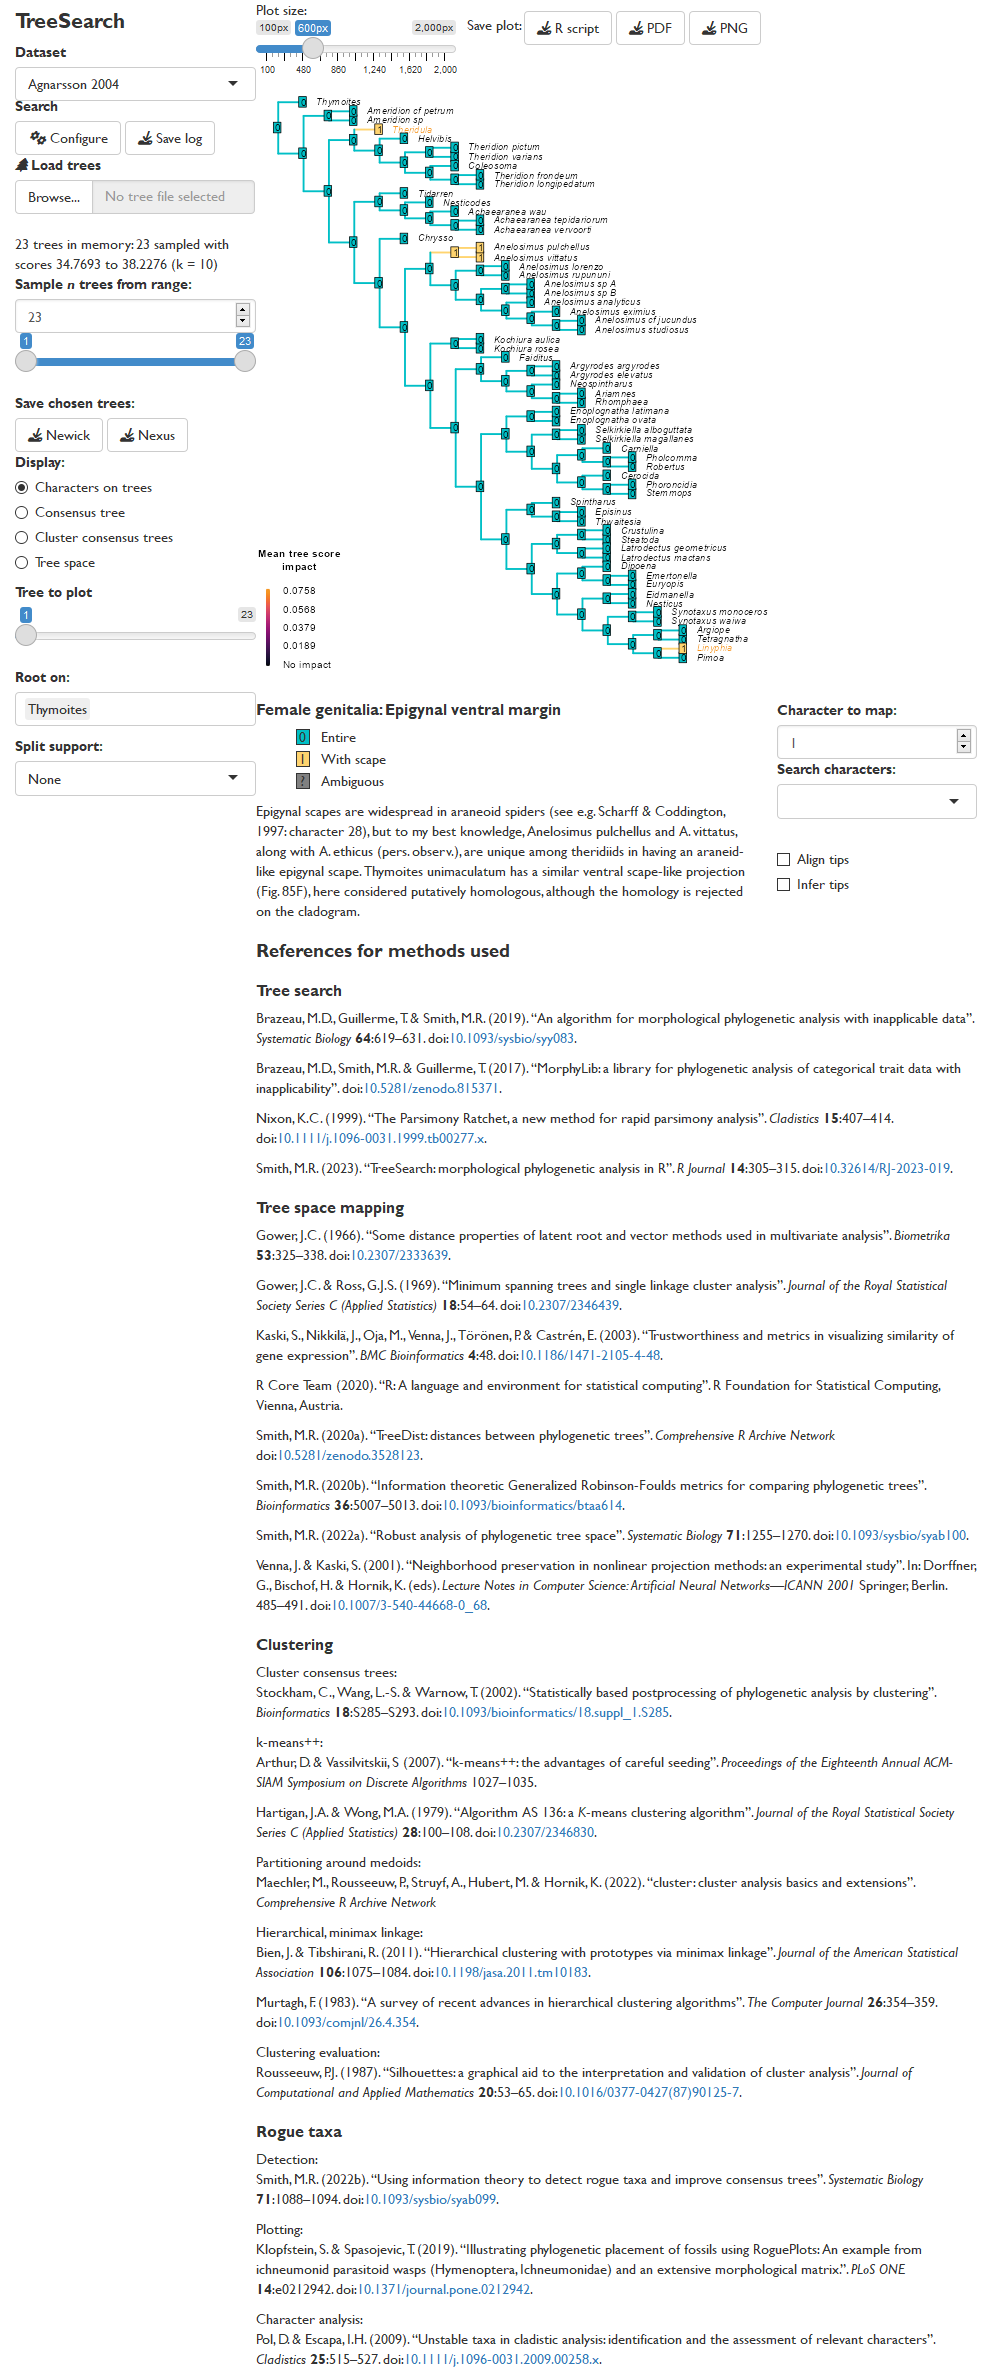 TreeSearch
Dataset
Agnarsson 2004
Search
Configure
Save log
Load trees
Browse...
No tree file selected
23 trees in memory: 23 sampled with
scores 34.7693 to 38.2276 (k = 10)
Sample n trees from range:
23
1
23
Save chosen trees:
Newick
Nexus
Display:
Characters on trees
Consensus tree
Cluster consensus trees
Tree space
Tree to plot
1
23
Root on:
Thymoites
Split support:
None
Plot size:
100px
600px
2,000px
100 480 860 1,240 1,620 2,000
Save plot:
R script
PDF
PNG
Thymoites
Ameridion cf petrum
Ameridion sp
Theridula
Helvibis
Theridion pictum
Theridion varians
Coleosoma
Theridion frondeum
Theridion longipedatum
Tidarren
Nesticodes
Achaearanea wau
Achaearanea tepidariorum
Achaearanea vervoorti
Chrysso
Anelosimus pulchellus
Anelosimus vittatus
Anelosimus lorenzo
Anelosimus rupununi
Anelosimus sp A
Anelosimus sp B
Anelosimus analyticus
Anelosimus eximius
Anelosimus cf jucundus
Anelosimus studiosus
Kochiura aulica
Kochiura rosea
Faiditus
Argyrodes argyrodes
Argyrodes elevatus
Neospintharus
Ariamnes
Rhomphaea
Enoplognatha latimana
Enoplognatha ovata
Selkirkiella alboguttata
Selkirkiella magallanes
Carniella
Pholcomma
Robertus
Cerocida
Phoroncidia
Stemmops
Spintharus
Episinus
Thwaitesia
Crustulina
Steatoda
Latrodectus geometricus
Latrodectus mactans
Dipoena
Emertonella
Euryopis
Eidmanella
Nesticus
Synotaxus monoceros
Synotaxus waiwa
Argiope
Tetragnatha
Linyphia
Pimoa
Mean tree score
impact
0.0758
0.0568
0.0379
0.0189
No impact
Female genitalia: Epigynal ventral margin
0 Entire
1 With scape
? Ambiguous
Epigynal scapes are widespread in araneoid spiders (see e.g. Scharff & Coddington,
1997: character 28), but to my best knowledge, Anelosimus pulchellus and A. vittatus,
along with A. ethicus (pers. observ.), are unique among theridiids in having an araneid-
like epigynal scape. Thymoites unimaculatum has a similar ventral scape-like projection
(Fig. 85F), here considered putatively homologous, although the homology is rejected
on the cladogram.
Character to map:
1
Search characters:
Align tips
Infer tips
References for methods used
Tree search
Brazeau, M.D., Guillerme, T. & Smith, M.R. (2019). “An algorithm for morphological phylogenetic analysis with inapplicable data”.
Systematic Biology 64:619–631. doi:10.1093/sysbio/syy083.
Brazeau, M.D., Smith, M.R. & Guillerme, T. (2017). “MorphyLib: a library for phylogenetic analysis of categorical trait data with
inapplicability”. doi:10.5281/zenodo.815371.
Nixon, K.C. (1999). “The Parsimony Ratchet, a new method for rapid parsimony analysis”. Cladistics 15:407–414.
doi:10.1111/j.1096-0031.1999.tb00277.x.
Smith, M.R. (2023). “TreeSearch: morphological phylogenetic analysis in R”. R Journal 14:305–315. doi:10.32614/RJ-2023-019.
Tree space mapping
Gower, J.C. (1966). “Some distance properties of latent root and vector methods used in multivariate analysis”. Biometrika
53:325–338. doi:10.2307/2333639.
Gower, J.C. & Ross, G.J.S. (1969). “Minimum spanning trees and single linkage cluster analysis”. Journal of the Royal Statistical
Society Series C (Applied Statistics) 18:54–64. doi:10.2307/2346439.
Kaski, S., Nikkilä, J., Oja, M., Venna, J., Törönen, P. & Castrén, E. (2003). “Trustworthiness and metrics in visualizing similarity of
gene expression”. BMC Bioinformatics 4:48. doi:10.1186/1471-2105-4-48.
R Core Team (2020). “R: A language and environment for statistical computing”. R Foundation for Statistical Computing,
Vienna, Austria.
Smith, M.R. (2020a). “TreeDist: distances between phylogenetic trees”. Comprehensive R Archive Network
doi:10.5281/zenodo.3528123.
Smith, M.R. (2020b). “Information theoretic Generalized Robinson-Foulds metrics for comparing phylogenetic trees”.
Bioinformatics 36:5007–5013. doi:10.1093/bioinformatics/btaa614.
Smith, M.R. (2022a). “Robust analysis of phylogenetic tree space”. Systematic Biology 71:1255–1270. doi:10.1093/sysbio/syab100.
Venna, J. & Kaski, S. (2001). “Neighborhood preservation in nonlinear projection methods: an experimental study”. In: Dorffner,
G., Bischof, H. & Hornik, K. (eds). Lecture Notes in Computer Science: Artificial Neural Networks—ICANN 2001 Springer, Berlin.
485–491. doi:10.1007/3-540-44668-0_68.
Clustering
Cluster consensus trees:
Stockham, C., Wang, L.-S. & Warnow, T. (2002). “Statistically based postprocessing of phylogenetic analysis by clustering”.
Bioinformatics 18:S285–S293. doi:10.1093/bioinformatics/18.suppl_1.S285.
k-means++:
Arthur, D. & Vassilvitskii, S (2007). “k-means++: the advantages of careful seeding”. Proceedings of the Eighteenth Annual ACM-
SIAM Symposium on Discrete Algorithms 1027–1035.
Hartigan, J.A. & Wong, M.A. (1979). “Algorithm AS 136: a K-means clustering algorithm”. Journal of the Royal Statistical Society
Series C (Applied Statistics) 28:100–108. doi:10.2307/2346830.
Partitioning around medoids:
Maechler, M., Rousseeuw, P., Struyf, A., Hubert, M. & Hornik, K. (2022). “cluster: cluster analysis basics and extensions”.
Comprehensive R Archive Network
Hierarchical, minimax linkage:
Bien, J. & Tibshirani, R. (2011). “Hierarchical clustering with prototypes via minimax linkage”. Journal of the American Statistical
Association 106:1075–1084. doi:10.1198/jasa.2011.tm10183.
Murtagh, F. (1983). “A survey of recent advances in hierarchical clustering algorithms”. The Computer Journal 26:354–359.
doi:10.1093/comjnl/26.4.354.
Clustering evaluation:
Rousseeuw, P.J. (1987). “Silhouettes: a graphical aid to the interpretation and validation of cluster analysis”. Journal of
Computational and Applied Mathematics 20:53–65. doi:10.1016/0377-0427(87)90125-7.
Rogue taxa
Detection:
Smith, M.R. (2022b). “Using information theory to detect rogue taxa and improve consensus trees”. Systematic Biology
71:1088–1094. doi:10.1093/sysbio/syab099.
Plotting:
Klopfstein, S. & Spasojevic, T. (2019). “Illustrating phylogenetic placement of fossils using RoguePlots: An example from
ichneumonid parasitoid wasps (Hymenoptera, Ichneumonidae) and an extensive morphological matrix.”. PLoS ONE
14:e0212942. doi:10.1371/journal.pone.0212942.
Character analysis:
Pol, D. & Escapa, I.H. (2009). “Unstable taxa in cladistic analysis: identification and the assessment of relevant characters”.
Cladistics 25:515–527. doi:10.1111/j.1096-0031.2009.00258.x.